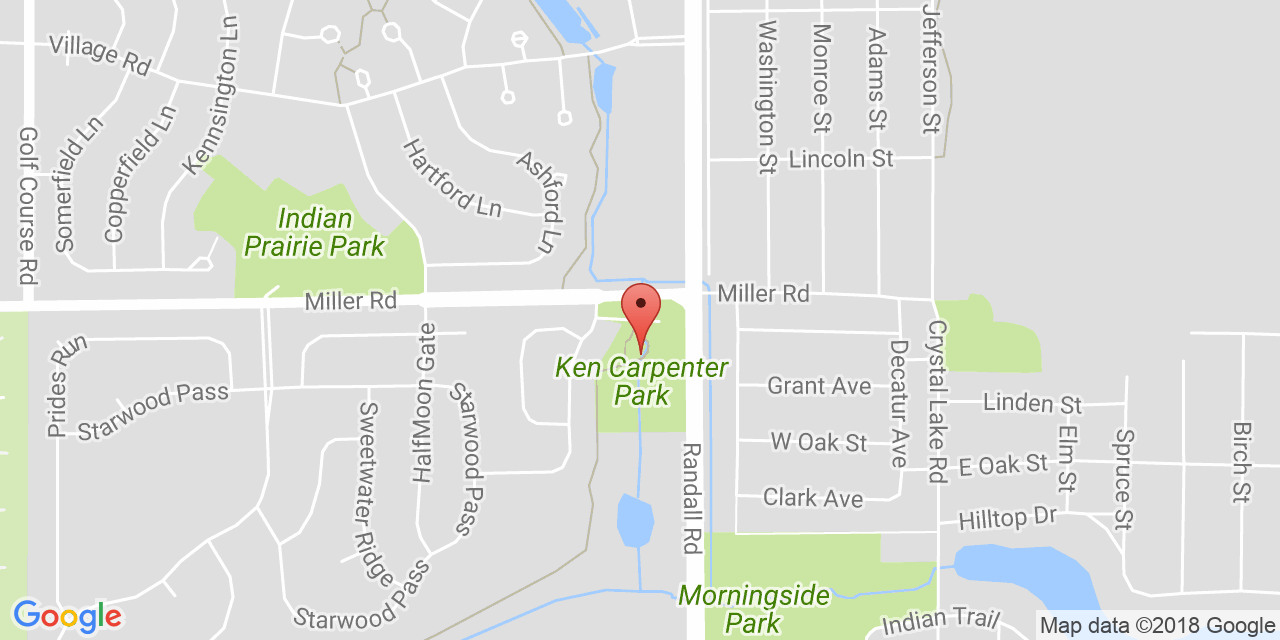 Village Rd
Kennsington Ln
Washington St
Monroe St
Adams St
Jefferson St
Golf Course Rd
Somerfield Ln
Copperfield Ln
Hartford Ln
Ashford Ln
Lincoln St
Indian
Prairie Park
Miller Rd
Miller Rd
Prides Run
Starwood Pass
HalfMoon Gate
Sweetwater Ridge
Starwood Pass
Starwood Pass
Ken Carpenter
Park
Randall Rd
Grant Ave
W Oak St
Clark Ave
Decatur Ave
Crystal Lake Rd
Linden St
E Oak St
Elm St
Spruce St
Birch St
Hilltop Dr
Morningside
Park
Indian Trail
Google
Map data ©2018 Google